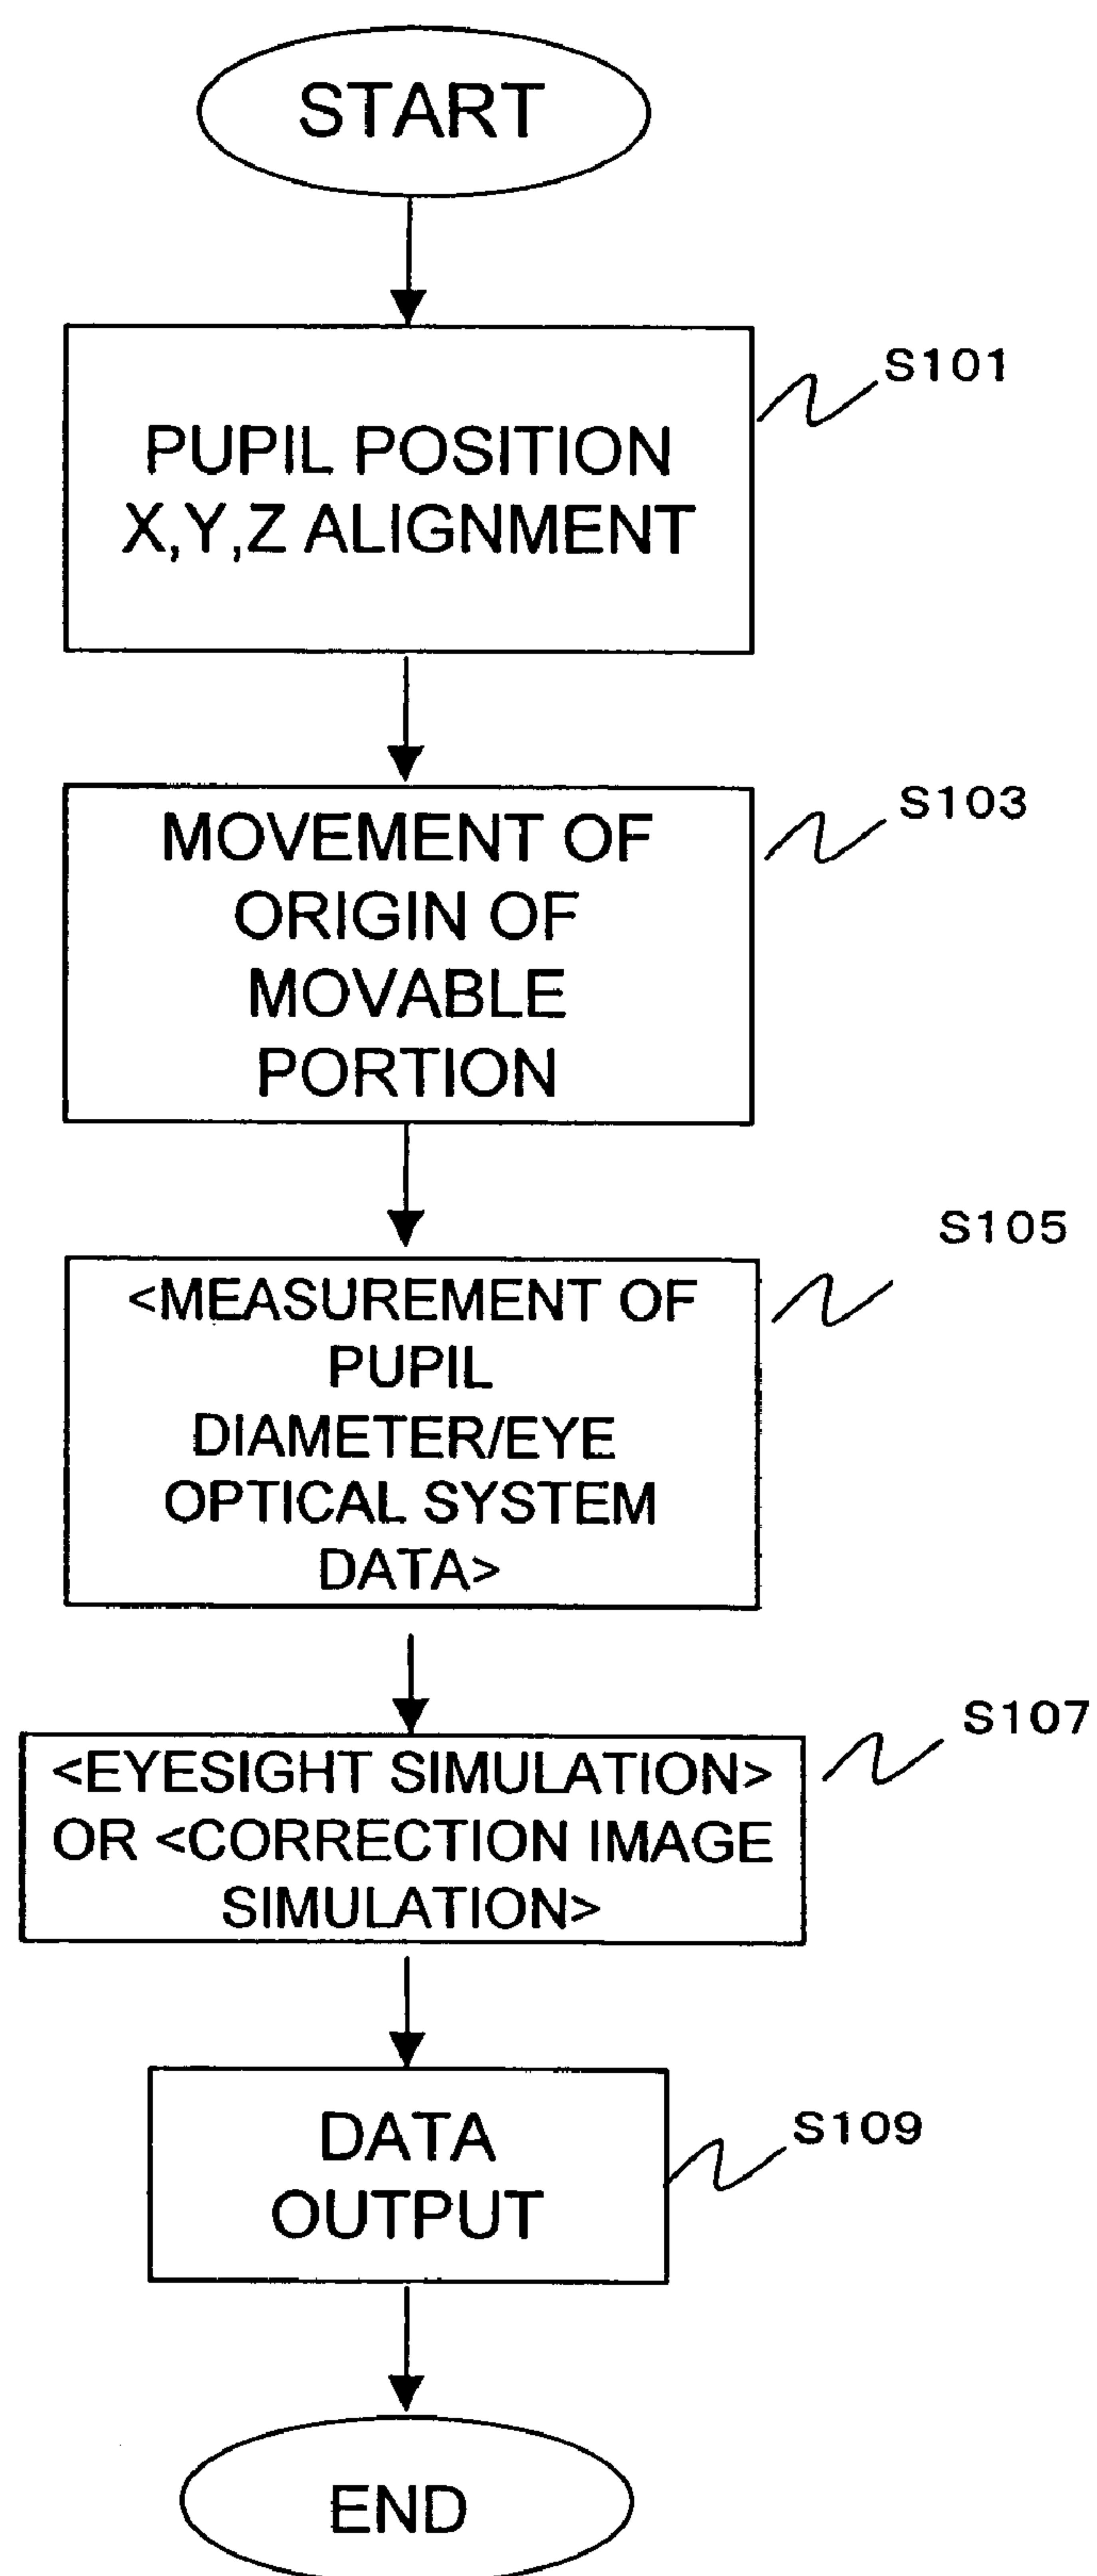 START
S101
PUPIL POSITION
X,Y,Z ALIGNMENT
S103
MOVEMENT OF
ORIGIN OF
MOVABLE
PORTION
S105
<MEASUREMENT OF
PUPIL
DIAMETER/EYE
OPTICAL SYSTEM
DATA>
S107
<EYESIGHT SIMULATION>
OR <CORRECTION IMAGE
SIMULATION>
S109
DATA
OUTPUT
END